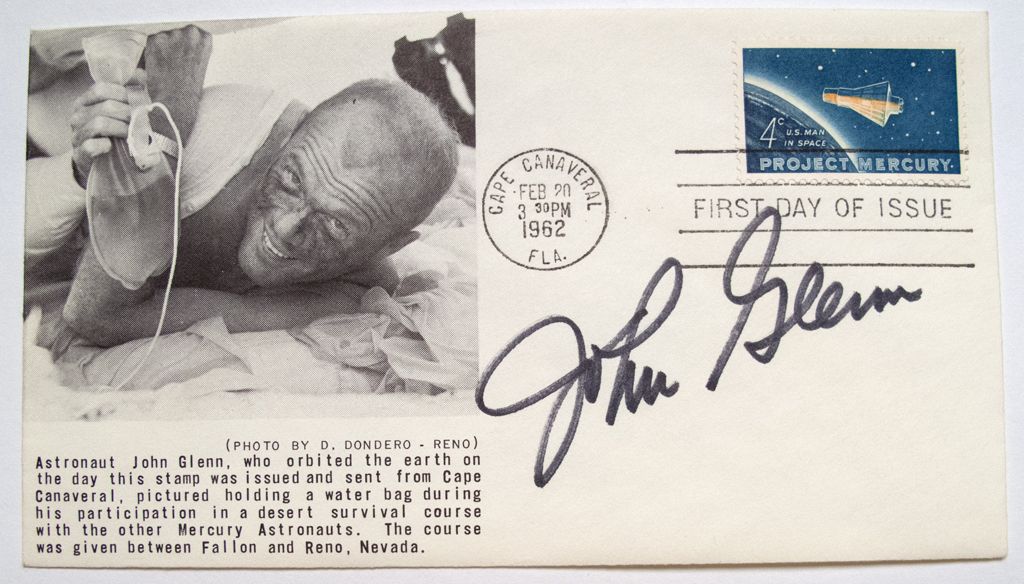 (PHOTO BY D. DONDERO - RENO)
Astronaut John Glenn, who orbited the earth on
the day this stamp was issued and sent from Cape
Canaveral, pictured holding a water bag during
his participation in a desert survival course
with the other Mercury Astronauts. The course
was given between Fallon and Reno, Nevada.
CAPE CANAVERAL
FEB 20
3 30PM
1962
FLA.
4c U.S. MAN
IN SPACE
PROJECT MERCURY
FIRST DAY OF ISSUE
John Glenn